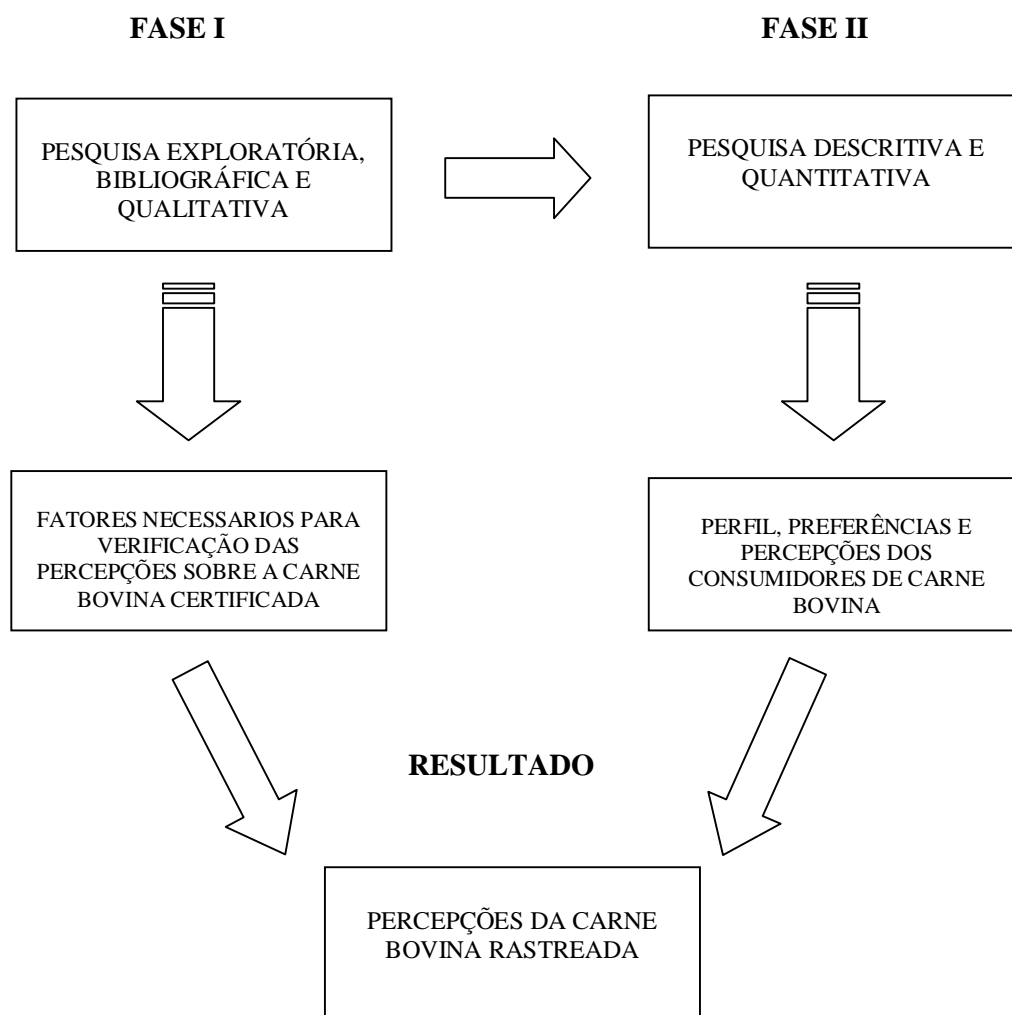 FASE I
FASE II
PESQUISA EXPLORATÓRIA,
BIBLIOGRÁFICA E
QUALITATIVA
PESQUISA DESCRITIVA E
QUANTITATIVA
FATORES NECESSARIOS PARA
VERIFICAÇÃO DAS
PERCEPÇÕES SOBRE A CARNE
BOVINA CERTIFICADA
PERFIL, PREFERÊNCIAS E
PERCEPÇÕES DOS
CONSUMIDORES DE CARNE
BOVINA
RESULTADO
PERCEPÇÕES DA CARNE
BOVINA RASTREADA